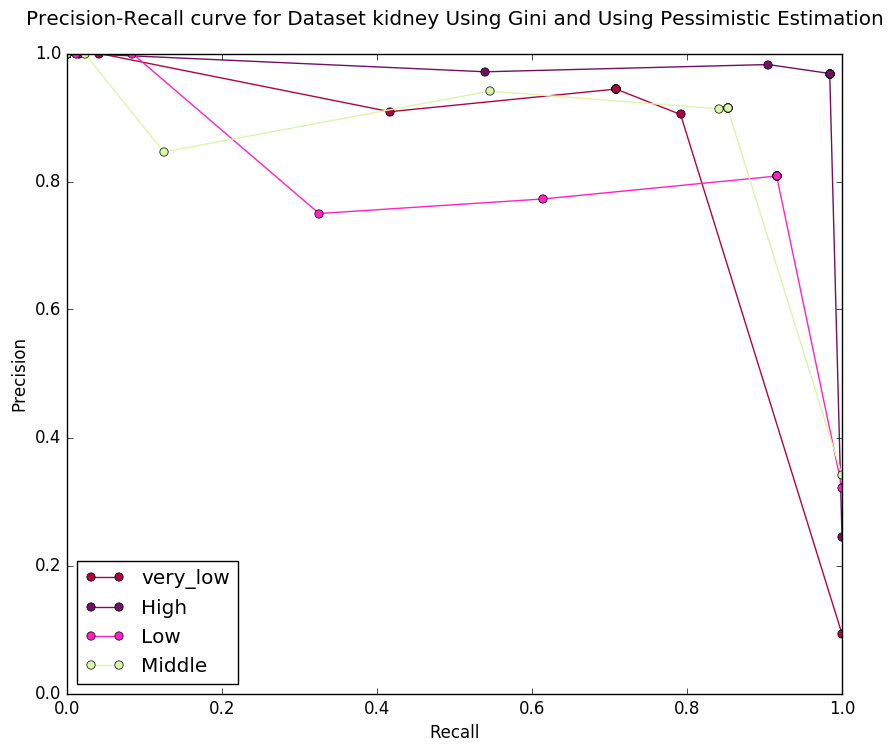 Precision-Recall curve for Dataset kidney Using Gini and Using Pessimistic Estimation
1.0
0.8
0.6
0.4
0.2
0.0
Precision
very_low
High
Low
Middle
0.0 0.2 0.4 0.6 0.8 1.0
Recall